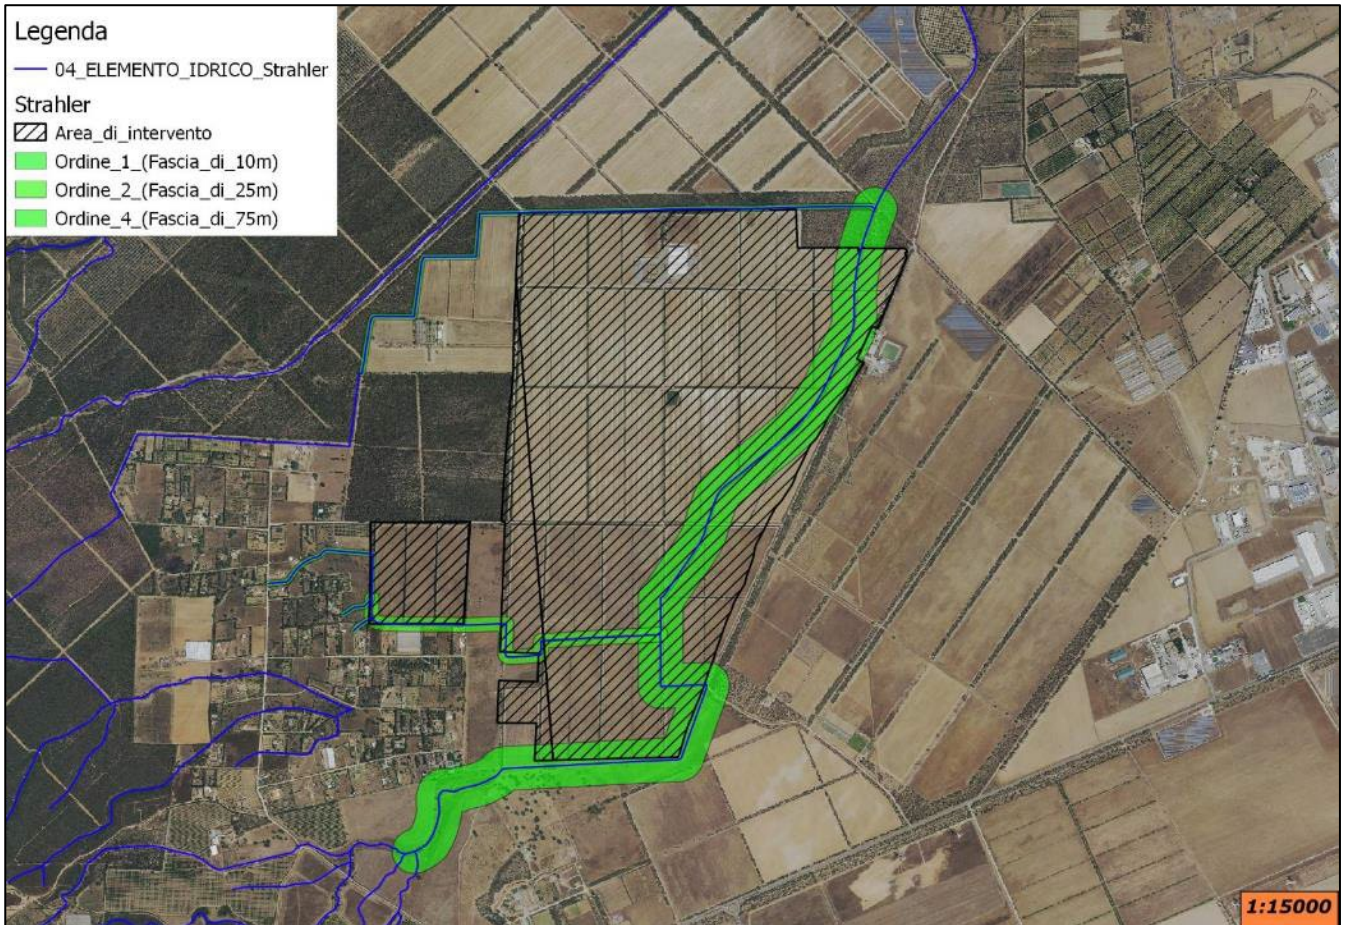 Legenda
04_ELEMENTO_IDRICO_Strahler
Strahler
Area_di_intervento
Ordine_1_(Fascia_di_10m)
Ordine_2_(Fascia_di_25m)
Ordine_4_(Fascia_di_75m)
1:15000